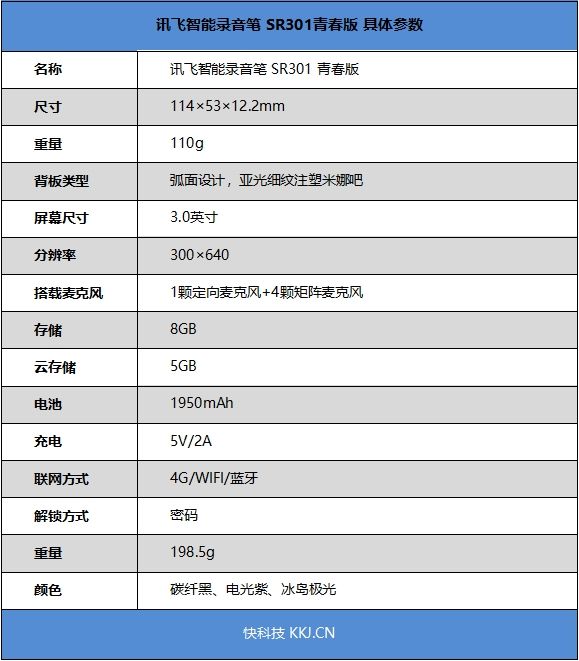 讯飞智能录音笔 SR301青春版 具体参数
名称 讯飞智能录音笔 SR301 青春版
尺寸 114×53×12.2mm
重量 110g
背板类型 弧面设计，亚光细纹注塑米娜吧
屏幕尺寸 3.0英寸
分辨率 300×640
搭载麦克风 1颗定向麦克风+4颗矩阵麦克风
存储 8GB
云存储 5GB
电池 1950mAh
充电 5V/2A
联网方式 4G/WIFI/蓝牙
解锁方式 密码
重量 198.5g
颜色 碳纤黑、电光紫、冰岛极光
快科技 KKJ.CN